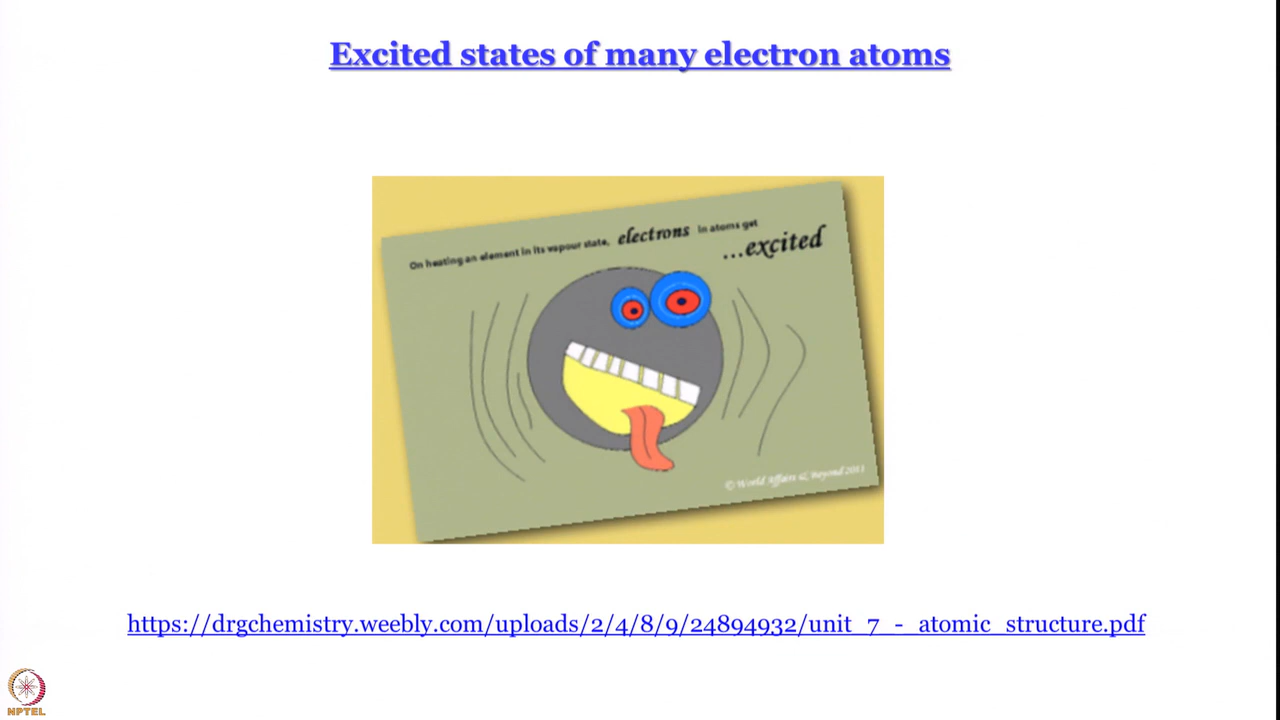 Excited states of many electron atoms
On heating an element in its vapour state, electrons in atoms get
...excited
© World Affairs & Beyond 2011
https://drgchemistry.weebly.com/uploads/2/4/8/9/24894932/unit_7_-_atomic_structure.pdf
NPTEL